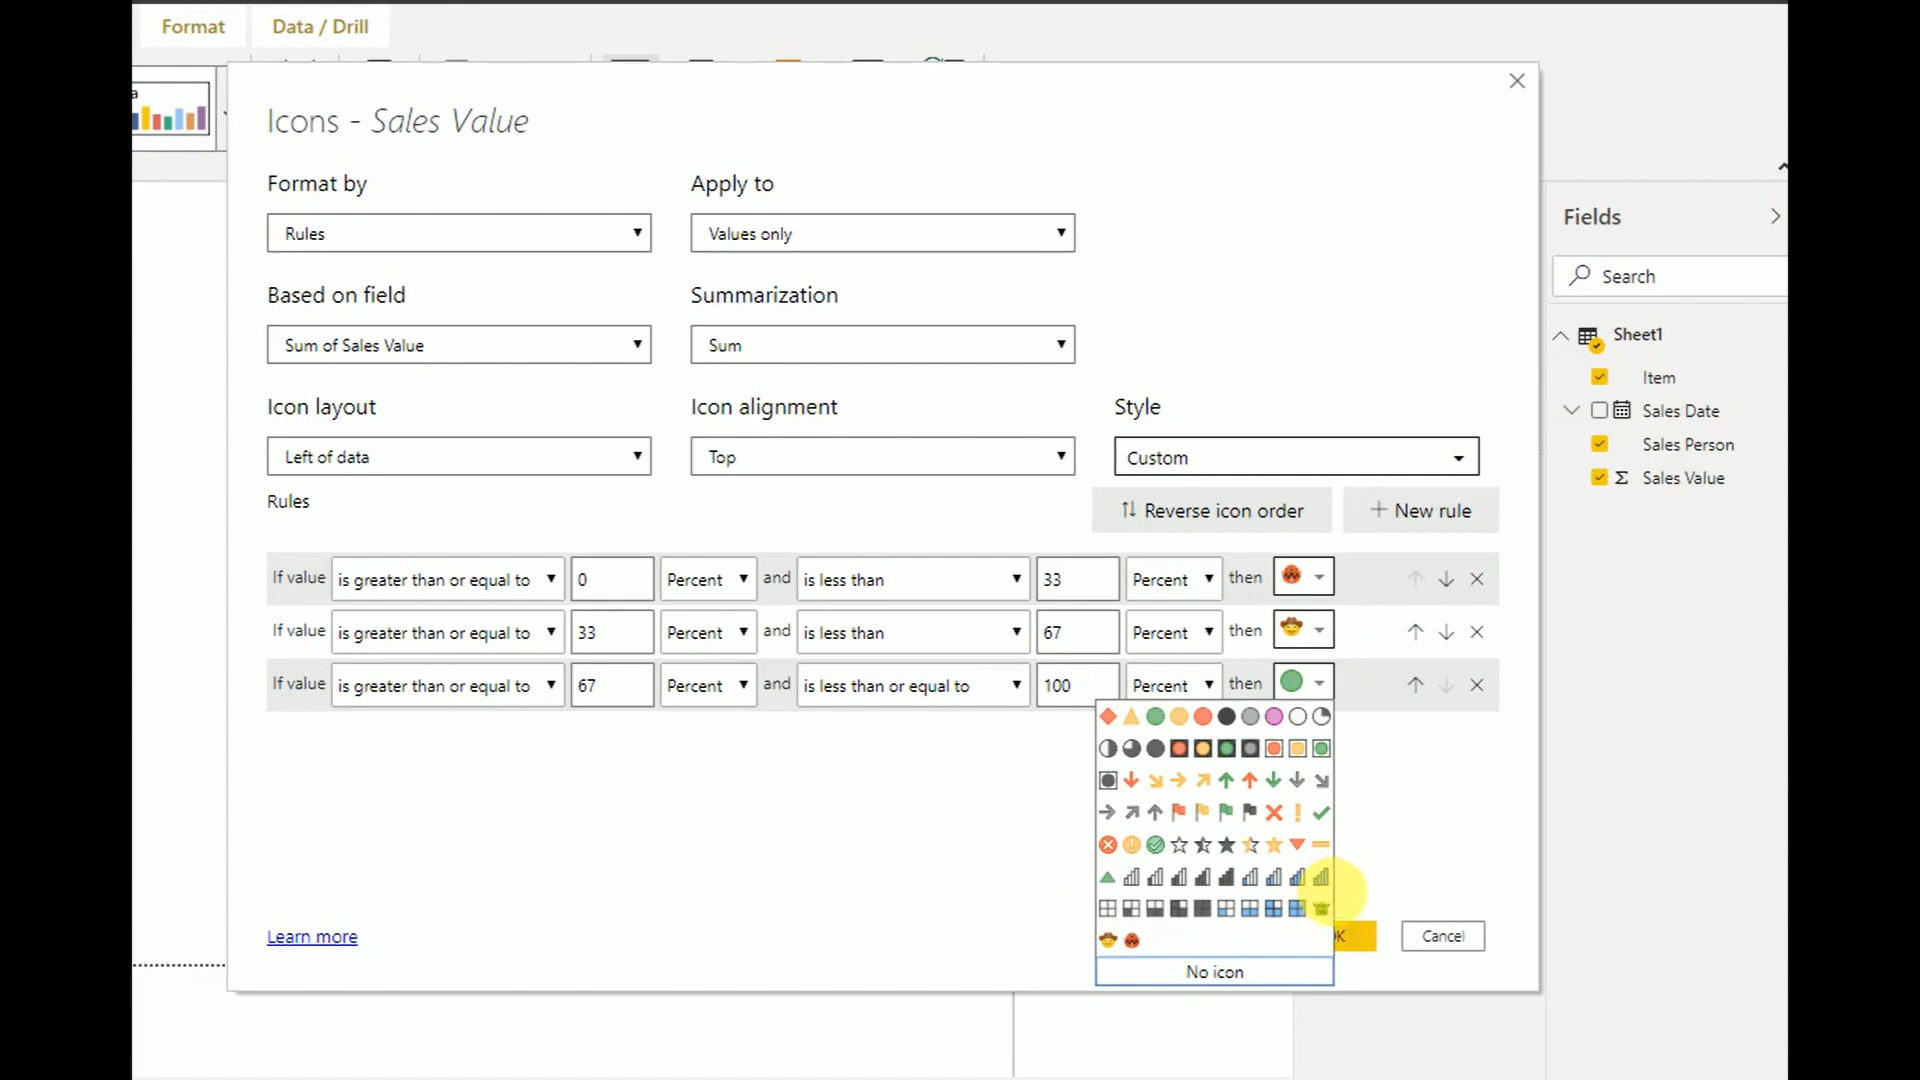 Format Data / Drill
a
Icons - Sales Value
Format by Apply to
Rules Values only
Based on field Summarization
Sum of Sales Value Sum
Icon layout Icon alignment Style
Left of data Top Custom
Rules Reverse icon order New rule
If value is greater than or equal to 0 Percent and is less than 33 Percent then
If value is greater than or equal to 33 Percent and is less than 67 Percent then
If value is greater than or equal to 67 Percent and is less than or equal to 100 Percent then
Learn more K Cancel
No icon
Fields
Search
Sheet1
Item
Sales Date
Sales Person
Σ Sales Value